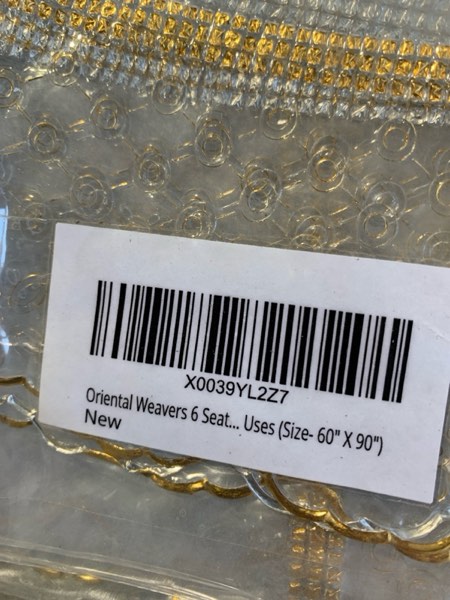 X0039YL2Z7
Oriental Weavers 6 Seat... Uses (Size- 60" X 90")
New